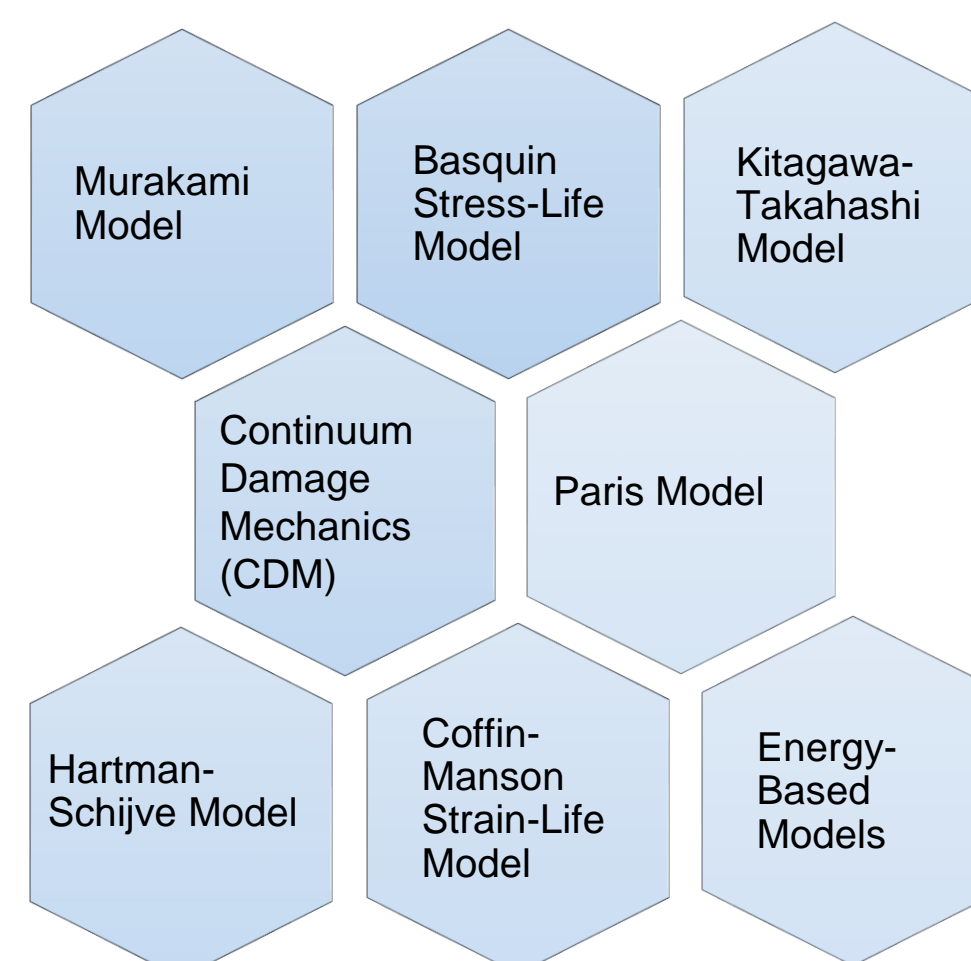 Murakami
Model
Basquin
Stress-Life
Model
Kitagawa-
Takahashi
Model
Continuum
Damage
Mechanics
(CDM)
Paris Model
Hartman-
Schijve Model
Coffin-
Manson
Strain-Life
Model
Energy-
Based
Models